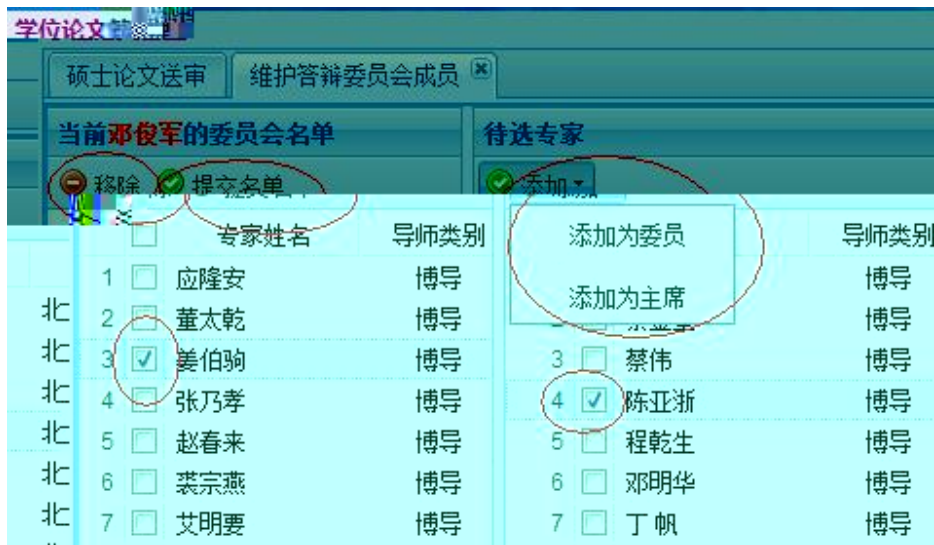 学位论文
硕士论文送审 维护答辩委员会成员
当前邓俊军的委员会名单 待选专家
移除 提交名单 添加
专家姓名 导师类别 添加为委员 导师类别
1 应隆安 博导 博导
添加为主席
北 2 董太乾 博导 博导
北 3 姜伯驹 博导 3 蔡伟 博导
北 4 张乃孝 博导 4 陈亚浙 博导
北 5 赵春来 博导 5 程乾生 博导
北 6 裘宗燕 博导 6 邓明华 博导
北 7 艾明要 博导 7 丁帆 博导